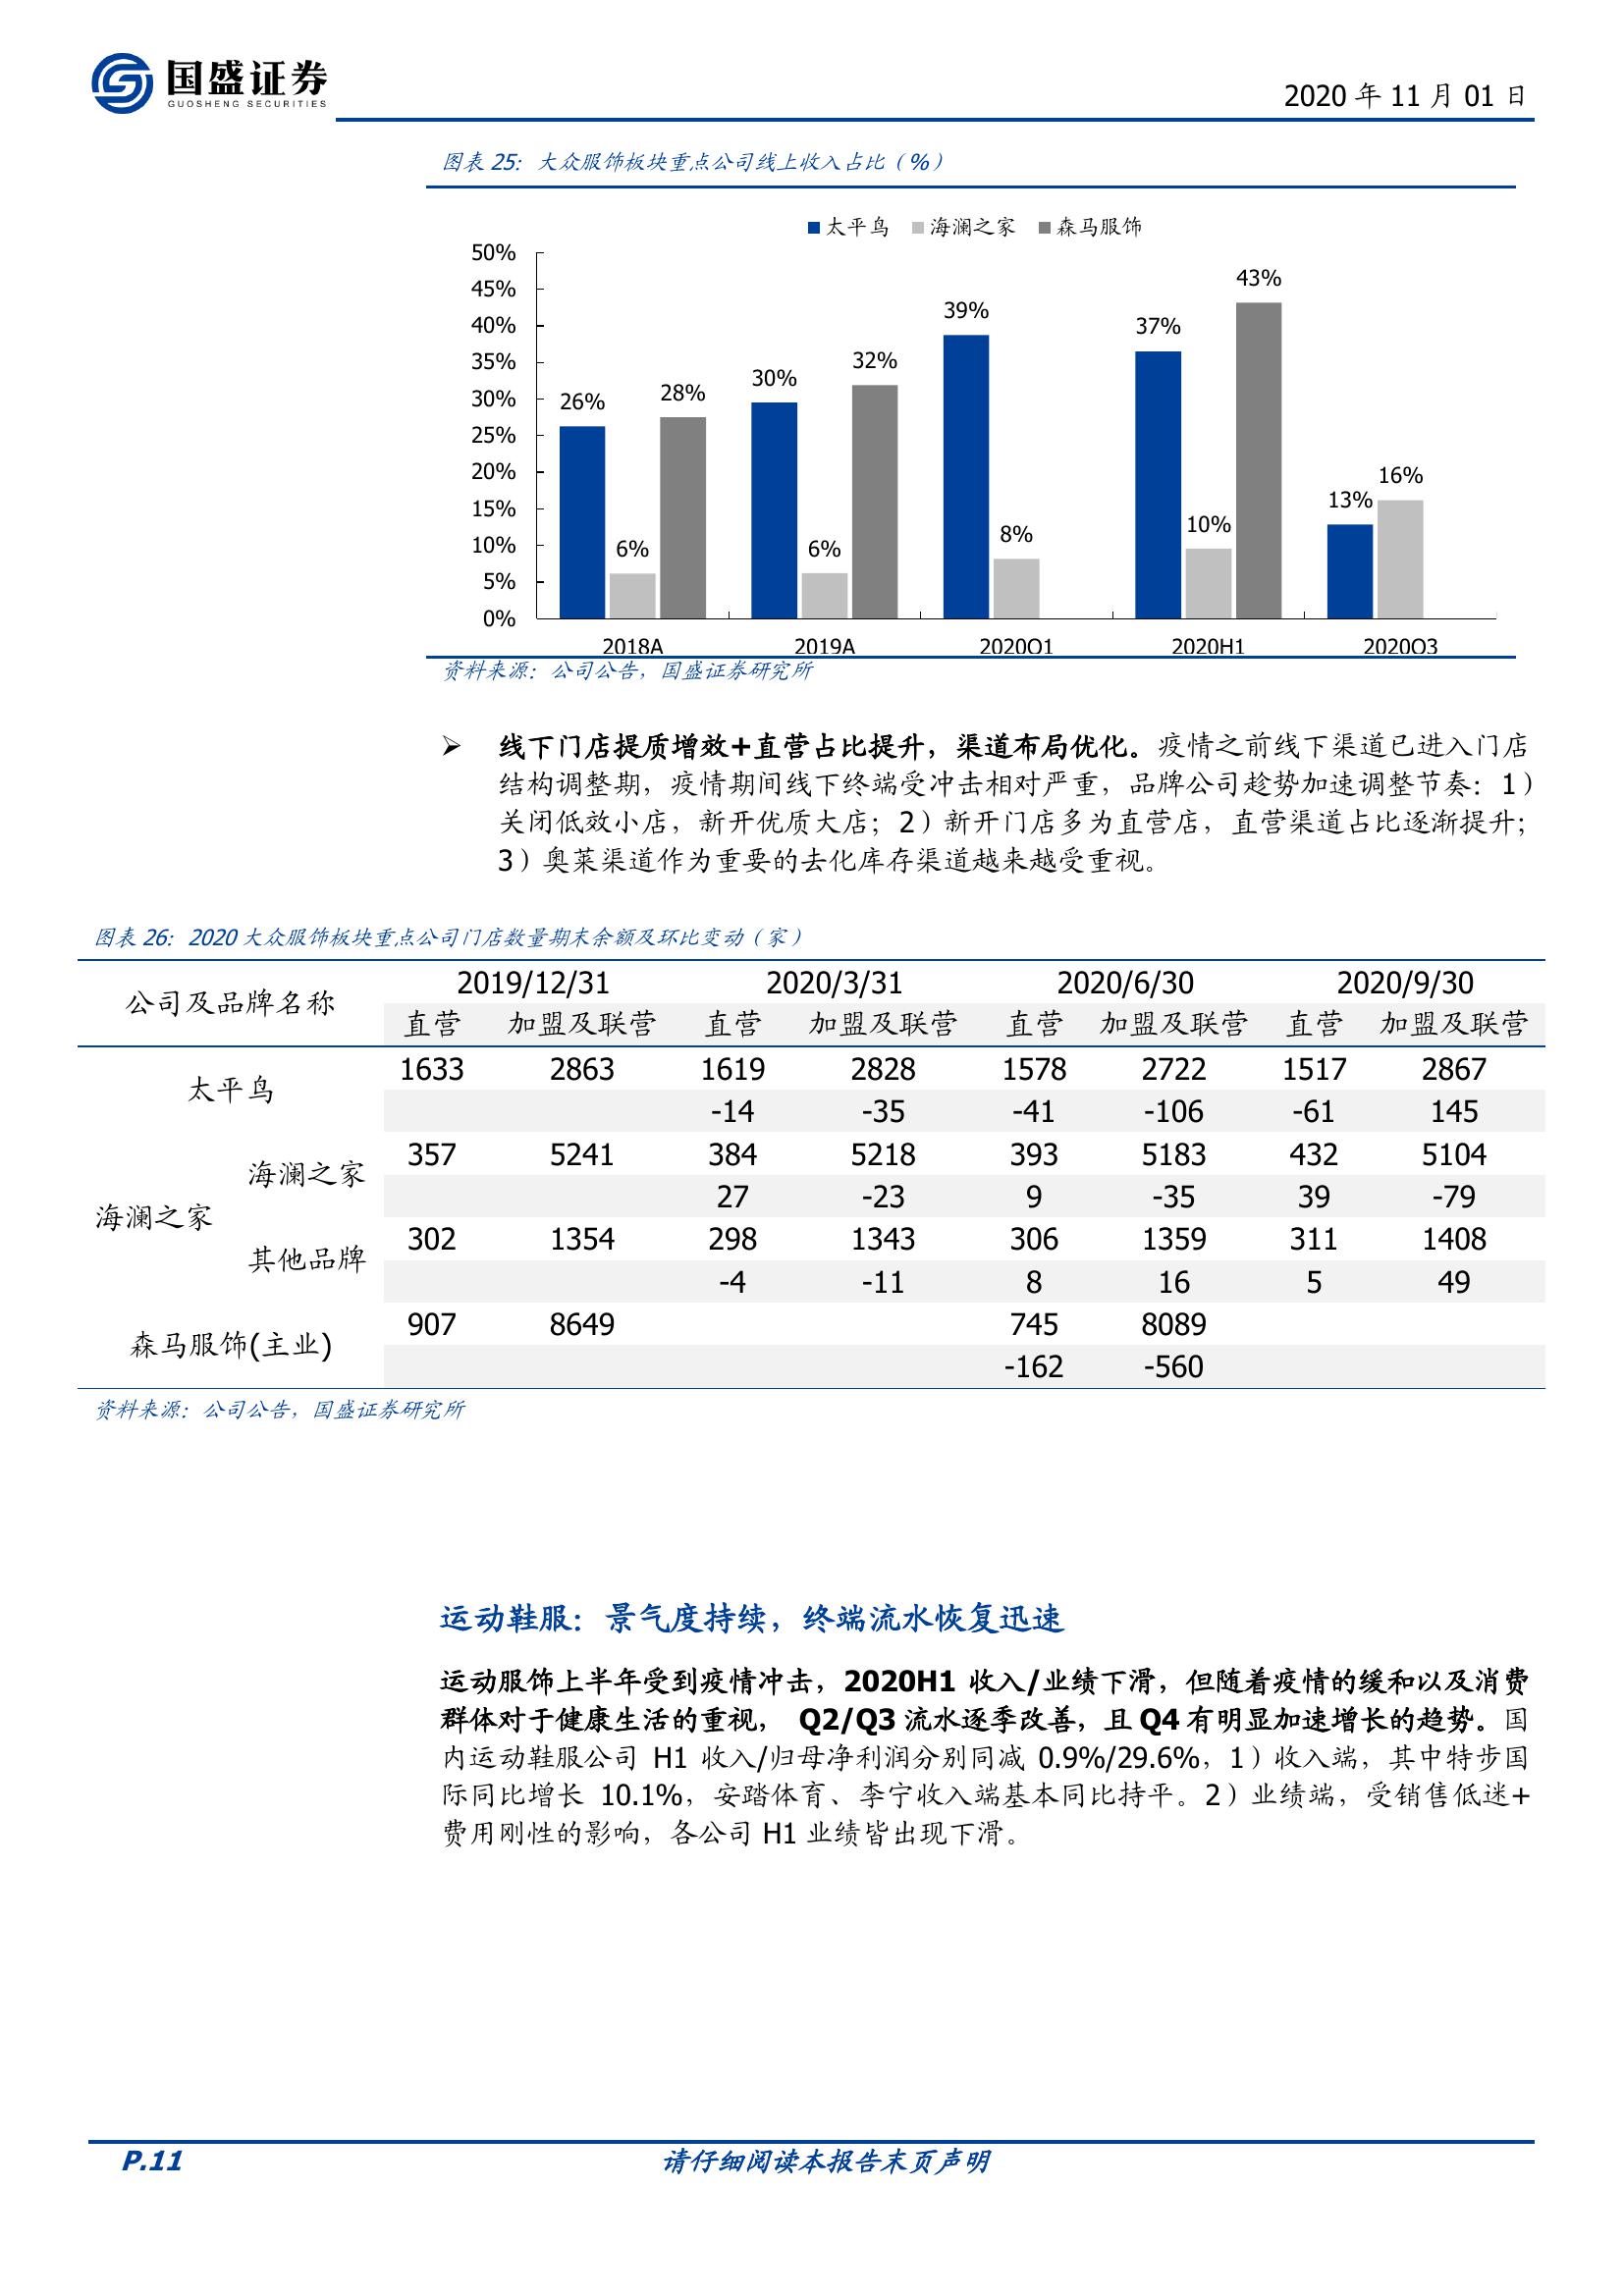 国盛证券
GUOSHENG SECURITIES
2020 年 11 月 01 日
图表 25：大众服饰板块重点公司线上收入占比（%）
太平鸟 海澜之家 森马服饰
50%
45%
40%
35%
30%
25%
20%
15%
10%
5%
0%
26% 6% 28%
30% 6% 32%
39% 8%
37% 10% 43%
13% 16%
2018A 2019A 2020Q1 2020H1 2020Q3
资料来源：公司公告，国盛证券研究所
➢ 线下门店提质增效+直营占比提升，渠道布局优化。疫情之前线下渠道已进入门店
结构调整期，疫情期间线下终端受冲击相对严重，品牌公司趁势加速调整节奏：1）
关闭低效小店，新开优质大店；2）新开门店多为直营店，直营渠道占比逐渐提升；
3）奥莱渠道作为重要的去化库存渠道越来越受重视。
图表 26：2020 大众服饰板块重点公司门店数量期末余额及环比变动（家）
公司及品牌名称 2019/12/31 2020/3/31 2020/6/30 2020/9/30
直营 加盟及联营 直营 加盟及联营 直营 加盟及联营 直营 加盟及联营
太平鸟 1633 2863 1619 2828 1578 2722 1517 2867
-14 -35 -41 -106 -61 145
海澜之家 海澜之家 357 5241 384 5218 393 5183 432 5104
27 -23 9 -35 39 -79
其他品牌 302 1354 298 1343 306 1359 311 1408
-4 -11 8 16 5 49
森马服饰(主业) 907 8649 745 8089
-162 -560
资料来源：公司公告，国盛证券研究所
运动鞋服：景气度持续，终端流水恢复迅速
运动服饰上半年受到疫情冲击，2020H1 收入/业绩下滑，但随着疫情的缓和以及消费
群体对于健康生活的重视， Q2/Q3 流水逐季改善，且 Q4 有明显加速增长的趋势。国
内运动鞋服公司 H1 收入/归母净利润分别同减 0.9%/29.6%，1）收入端，其中特步国
际同比增长 10.1%，安踏体育、李宁收入端基本同比持平。2）业绩端，受销售低迷+
费用刚性的影响，各公司 H1 业绩皆出现下滑。
P.11 请仔细阅读本报告末页声明